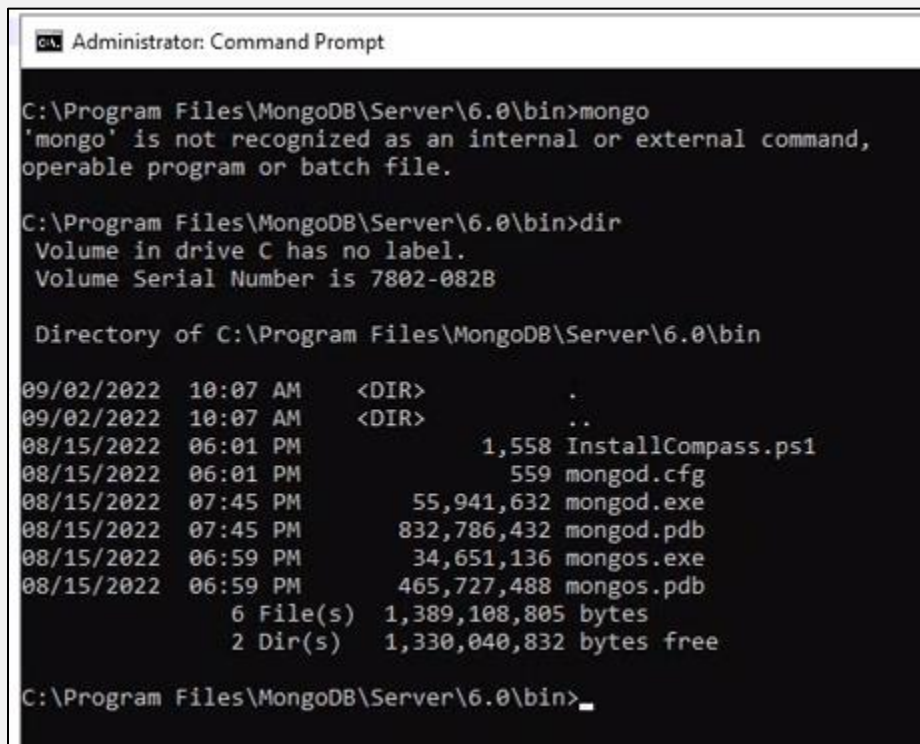 Administrator: Command Prompt
C:\Program Files\MongoDB\Server\6.0\bin>mongo
'mongo' is not recognized as an internal or external command,
operable program or batch file.
C:\Program Files\MongoDB\Server\6.0\bin>dir
Volume in drive C has no label.
Volume Serial Number is 7802-082B
Directory of C:\Program Files\MongoDB\Server\6.0\bin
09/02/2022  10:07 AM    <DIR>          .
09/02/2022  10:07 AM    <DIR>          ..
08/15/2022  06:01 PM             1,558 InstallCompass.ps1
08/15/2022  06:01 PM               559 mongod.cfg
08/15/2022  07:45 PM        55,941,632 mongod.exe
08/15/2022  07:45 PM       832,786,432 mongod.pdb
08/15/2022  06:59 PM        34,651,136 mongos.exe
08/15/2022  06:59 PM       465,727,488 mongos.pdb
6 File(s)  1,389,108,805 bytes
2 Dir(s)   1,330,040,832 bytes free
C:\Program Files\MongoDB\Server\6.0\bin>